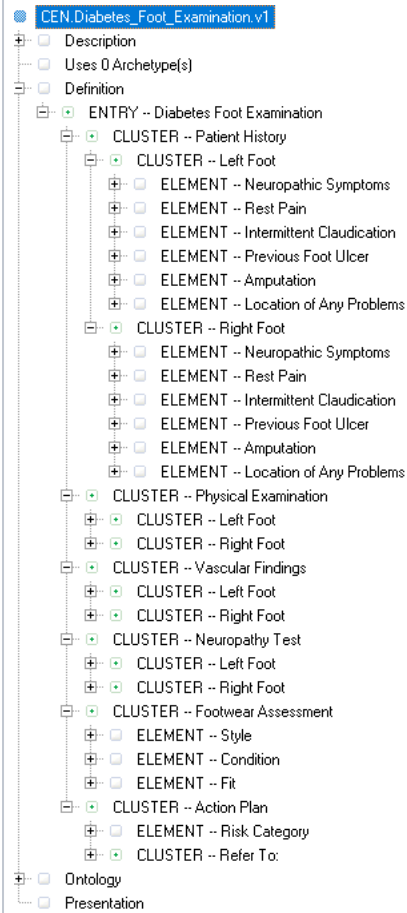 CEN.Diabetes_Foot_Examination.v1
Description
Uses 0 Archetype(s)
Definition
ENTRY -- Diabetes Foot Examination
CLUSTER -- Patient History
CLUSTER -- Left Foot
ELEMENT -- Neuropathic Symptoms
ELEMENT -- Rest Pain
ELEMENT -- Intermittent Claudication
ELEMENT -- Previous Foot Ulcer
ELEMENT -- Amputation
ELEMENT -- Location of Any Problems
CLUSTER -- Right Foot
ELEMENT -- Neuropathic Symptoms
ELEMENT -- Rest Pain
ELEMENT -- Intermittent Claudication
ELEMENT -- Previous Foot Ulcer
ELEMENT -- Amputation
ELEMENT -- Location of Any Problems
CLUSTER -- Physical Examination
CLUSTER -- Left Foot
CLUSTER -- Right Foot
CLUSTER -- Vascular Findings
CLUSTER -- Left Foot
CLUSTER -- Right Foot
CLUSTER -- Neuropathy Test
CLUSTER -- Left Foot
CLUSTER -- Right Foot
CLUSTER -- Footwear Assessment
ELEMENT -- Style
ELEMENT -- Condition
ELEMENT -- Fit
CLUSTER -- Action Plan
ELEMENT -- Risk Category
CLUSTER -- Refer To:
Ontology
Presentation